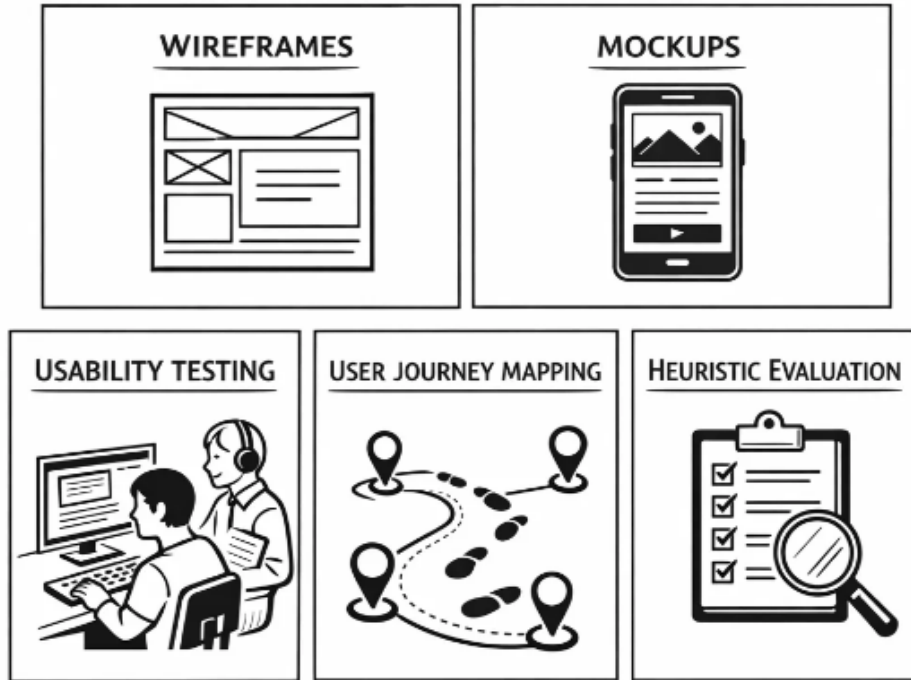 WIREFRAMES
MOCKUPS
USABILITY TESTING
USER JOURNEY MAPPING
HEURISTIC EVALUATION